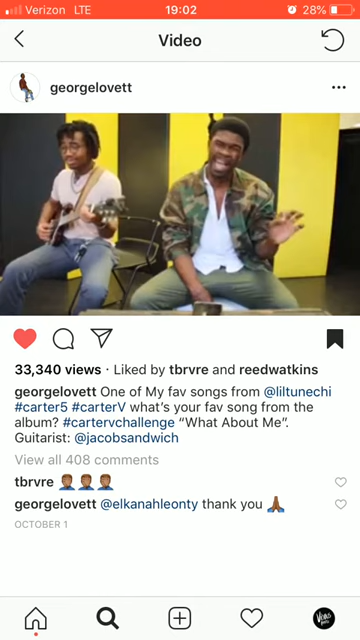 Verizon LTE 19:02 28%
Video
georgelovett
33,340 views · Liked by tbrvre and reedwatkins
georgelovett One of My fav songs from @liltunechi
#carter5 #carterV what's your fav song from the
album? #cartervchallenge “What About Me”.
Guitarist: @jacobsandwich
View all 408 comments
tbrvre 🤦🏽‍♂️🤦🏽‍♂️🤦🏽‍♂️
georgelovett @elkanahleonty thank you 🙏🏾
OCTOBER 1